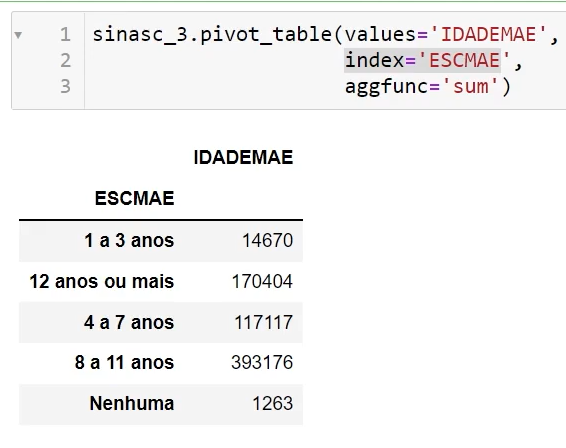 1 sinasc_3.pivot_table(values='IDADEMAE',
2 index='ESCMAE',
3 aggfunc='sum')
IDADEMAE
ESCMAE
1 a 3 anos 14670
12 anos ou mais 170404
4 a 7 anos 117117
8 a 11 anos 393176
Nenhuma 1263